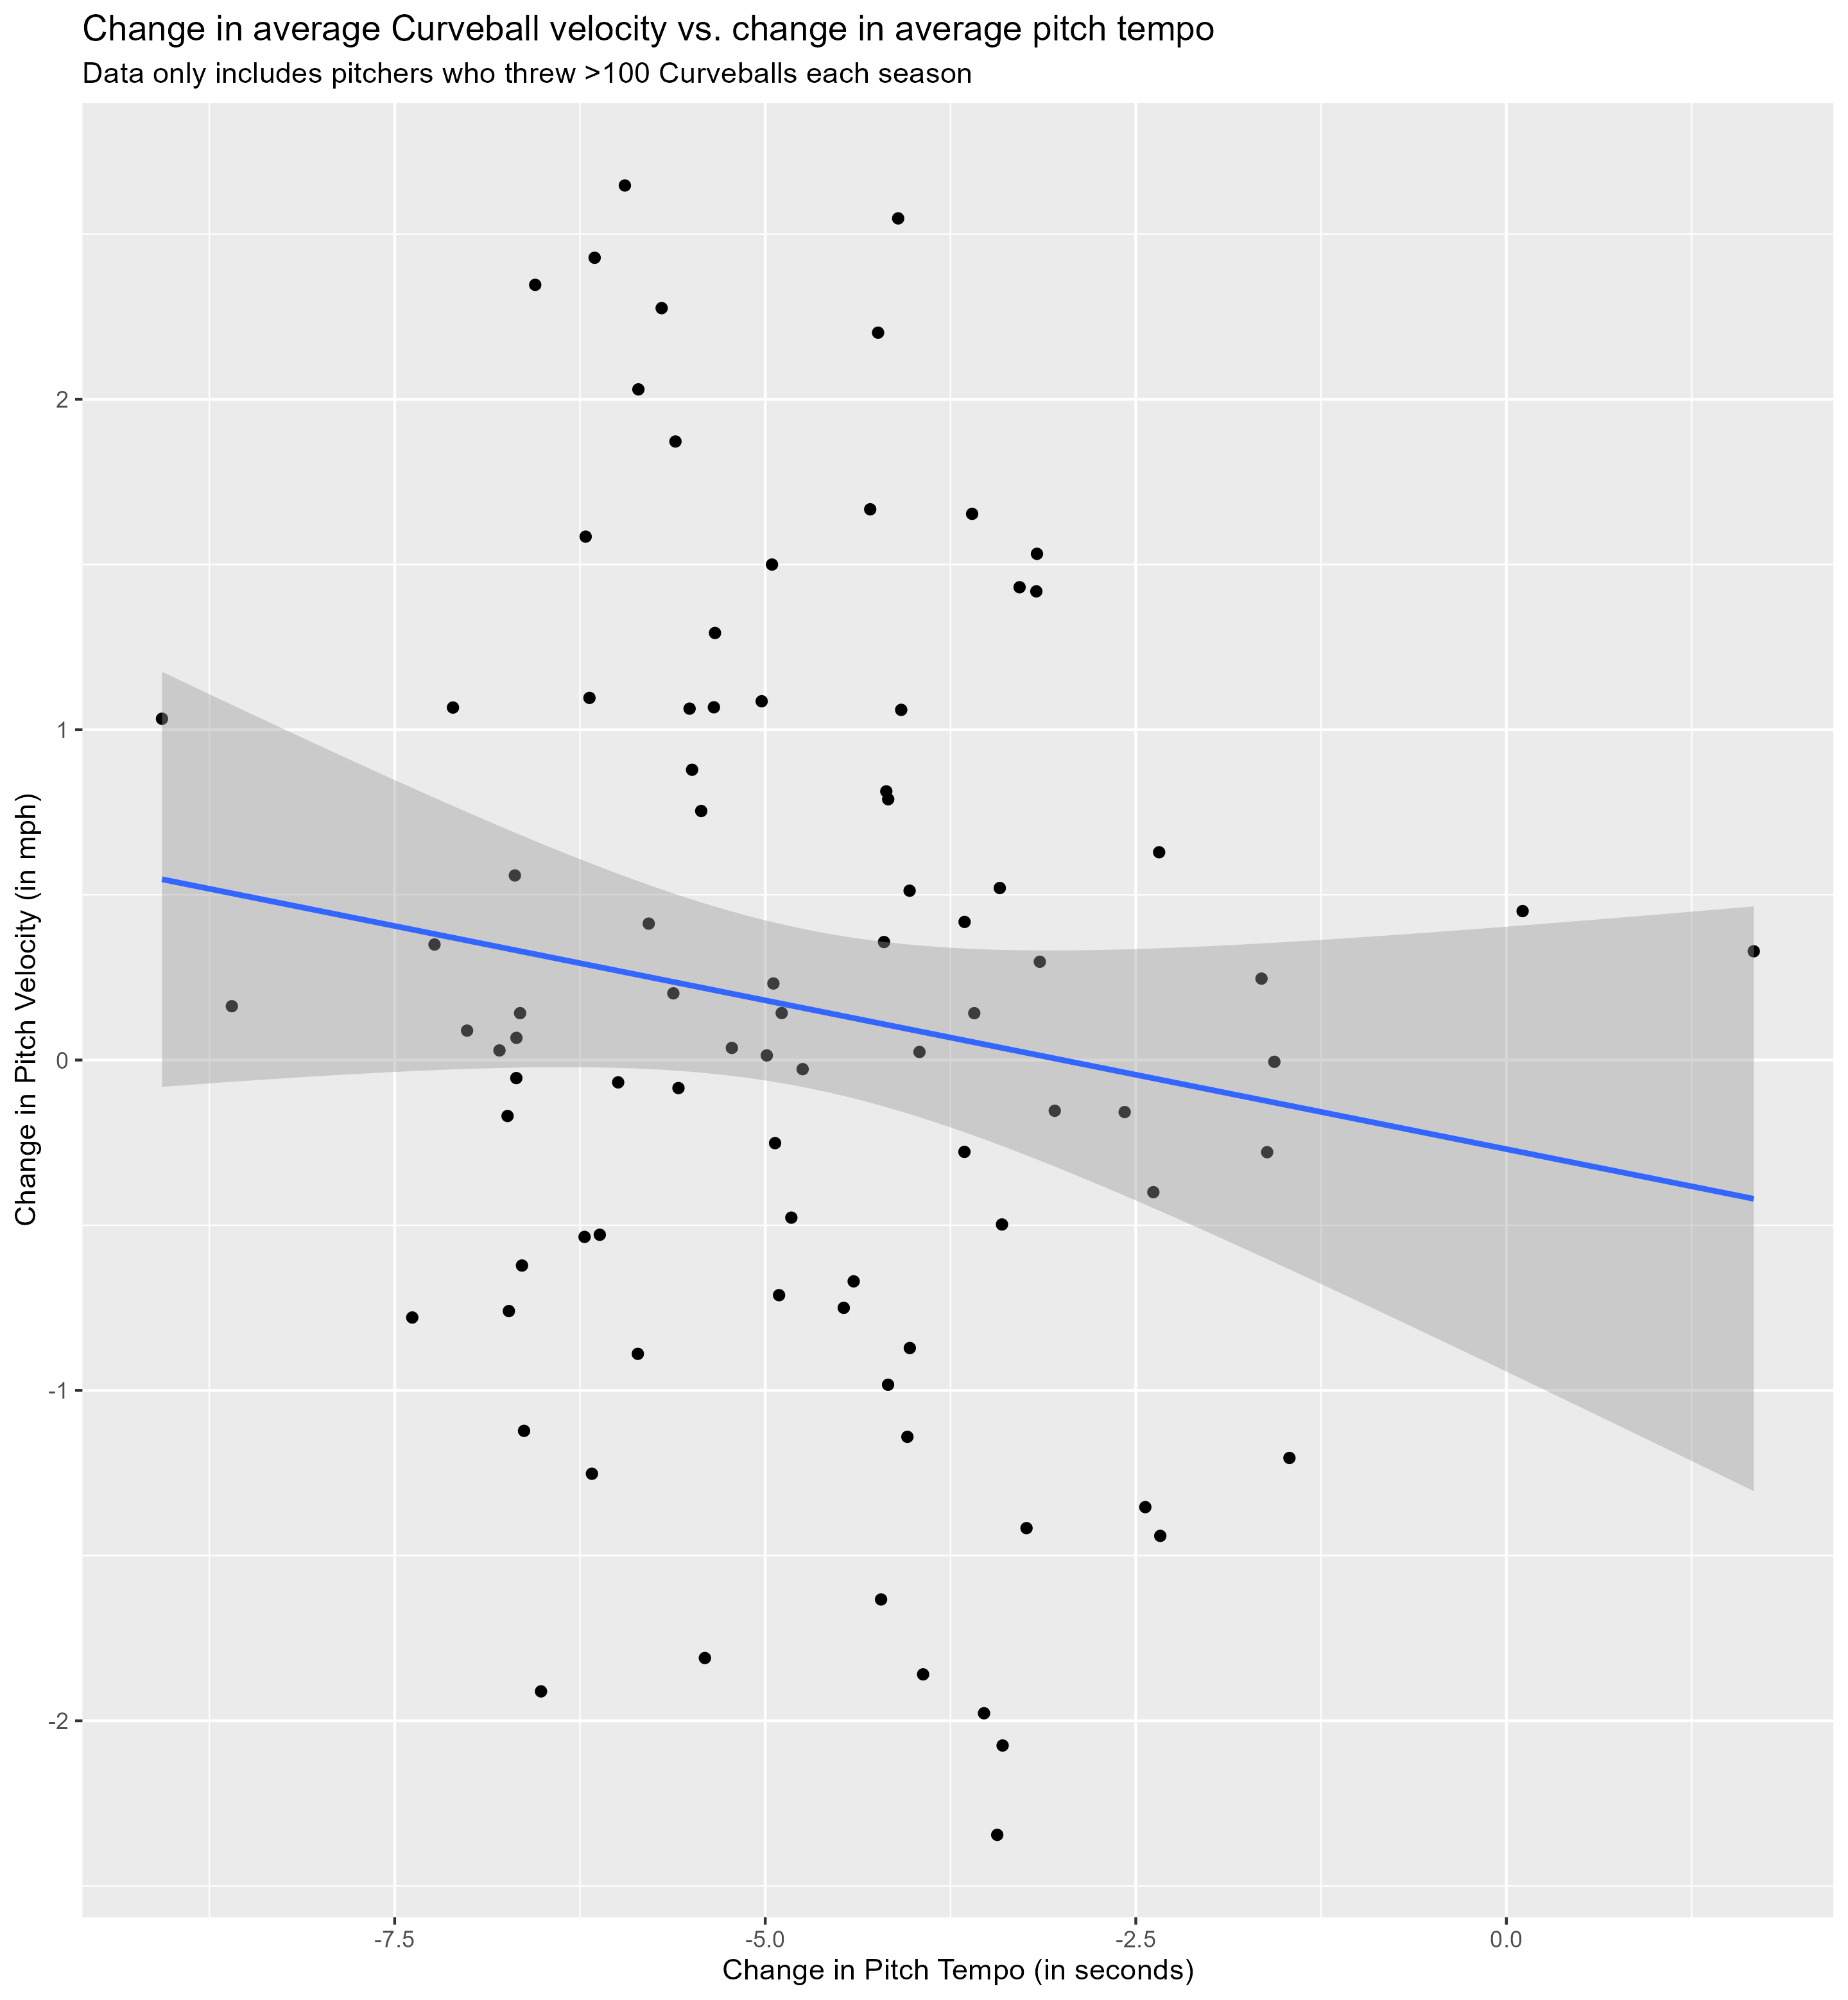 Change in average Curveball velocity vs. change in average pitch tempo
Data only includes pitchers who threw >100 Curveballs each season
Change in Pitch Velocity (in mph)
2
1
0
-1
-2
-7.5
-5.0
-2.5
0.0
Change in Pitch Tempo (in seconds)